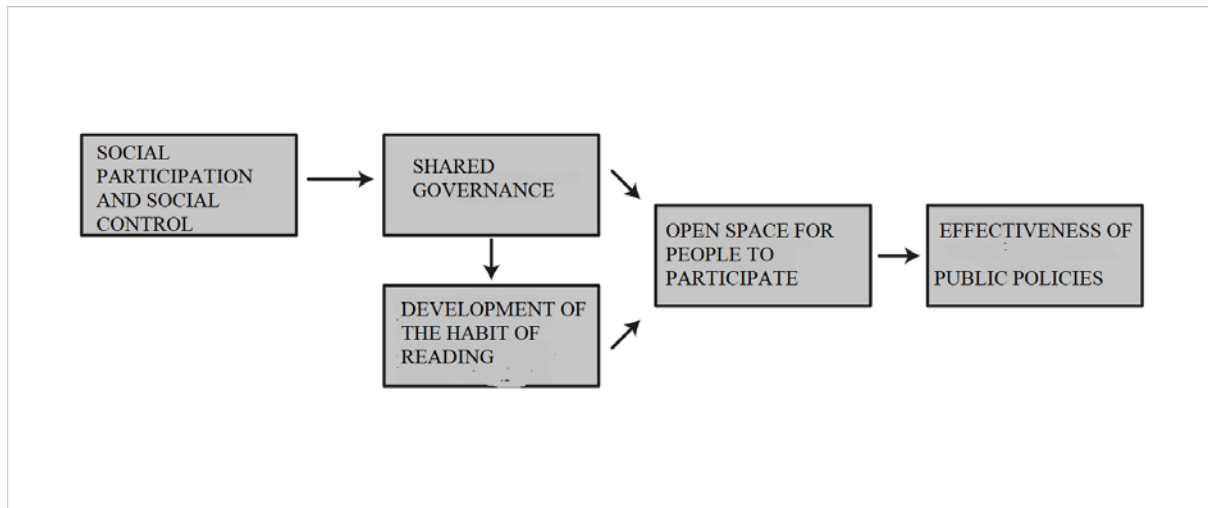 SOCIAL
PARTICIPATION
AND SOCIAL
CONTROL
SHARED
GOVERNANCE
DEVELOPMENT OF
THE HABIT OF
READING
OPEN SPACE FOR
PEOPLE TO
PARTICIPATE
EFFECTIVENESS OF
PUBLIC POLICIES